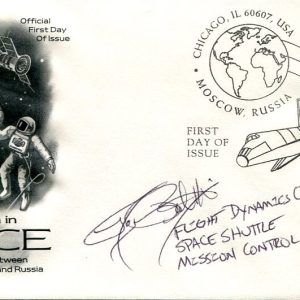 Official
First Day
Of Issue
CHICAGO, IL 60607, USA
MOSCOW, RUSSIA
FIRST
DAY OF
ISSUE
in
CE
between
and Russia
FLIGHT DYNAMICS
SPACE SHUTTLE
MISSION CONTROL